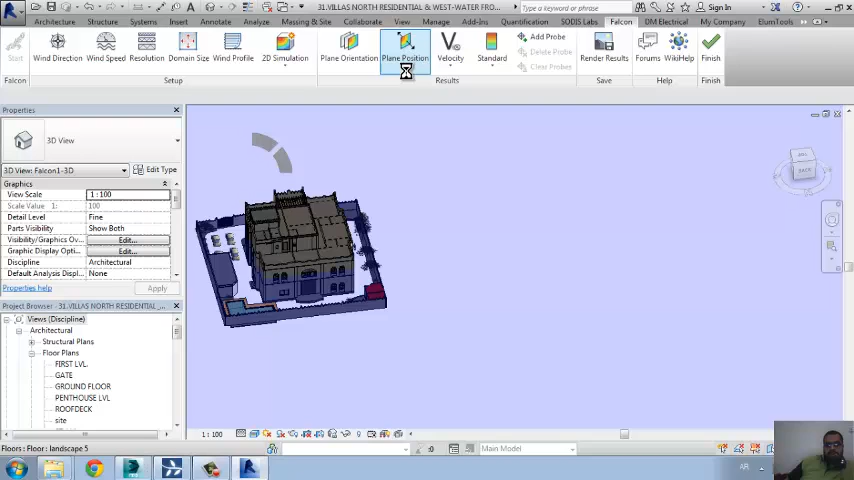 31.VILLAS NORTH RESIDENTIAL & WEST-WATER FRO...
Type a keyword or phrase
Sign In
Architecture Structure Systems Insert Annotate Analyze Massing & Site Collaborate View Manage Add-Ins Quantification SODIS Labs Falcon DM Electrical My Company ElumTools
Start
Wind Direction
Wind Speed
Resolution
Domain Size
Wind Profile
2D Simulation
Plane Orientation
Plane Position
Velocity
Standard
Add Probe
Delete Probe
Clear Probes
Render Results
Forums
WikiHelp
Finish
Falcon Setup Results Save Help Finish
Properties
3D View
3D View: Falcon1-3D
Edit Type
Graphics
View Scale 1 : 100
Scale Value 1: 100
Detail Level Fine
Parts Visibility Show Both
Visibility/Graphics Ov... Edit...
Graphic Display Opti... Edit...
Discipline Architectural
Default Analysis Displ... None
Properties help
Apply
Project Browser - 31.VILLAS NORTH RESIDENTIAL _...
Views (Discipline)
Architectural
Structural Plans
Floor Plans
FIRST LVL.
GATE
GROUND FLOOR
PENTHOUSE LVL
ROOFDECK
site
BACK
1 : 100
Floors : Floor : landscape 5
:0
Main Model
AR